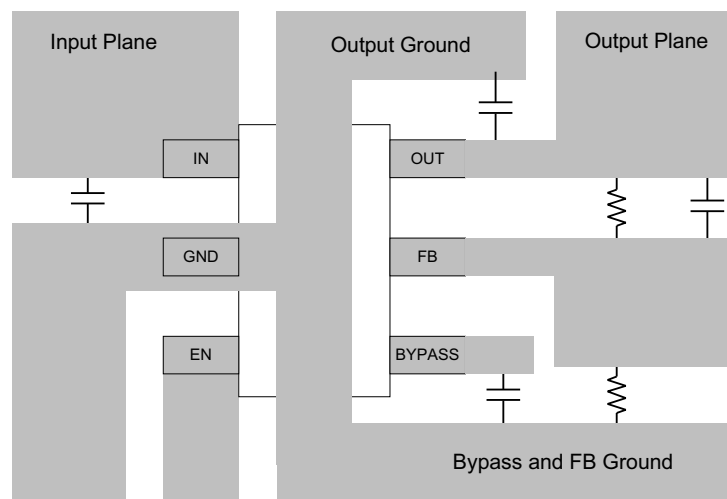 Input Plane
Output Ground
Output Plane
IN
OUT
GND
FB
EN
BYPASS
Bypass and FB Ground